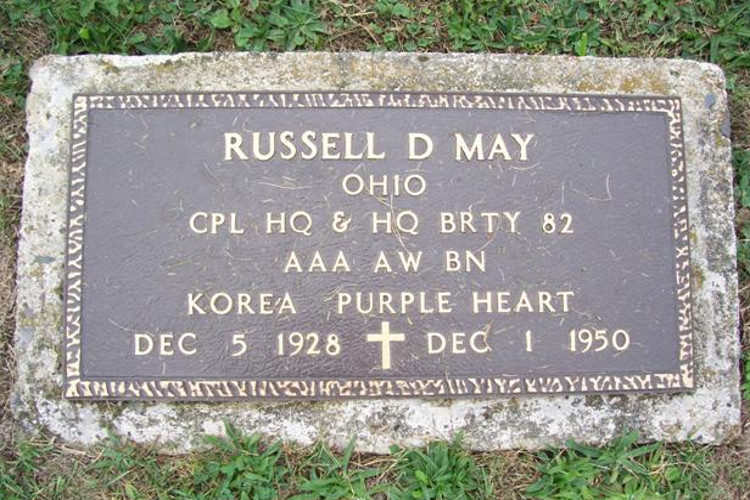 RUSSELL D MAY
OHIO
CPL HQ & HQ BRTY 82
AAA AW BN
KOREA PURPLE HEART
DEC 5 1928 DEC 1 1950